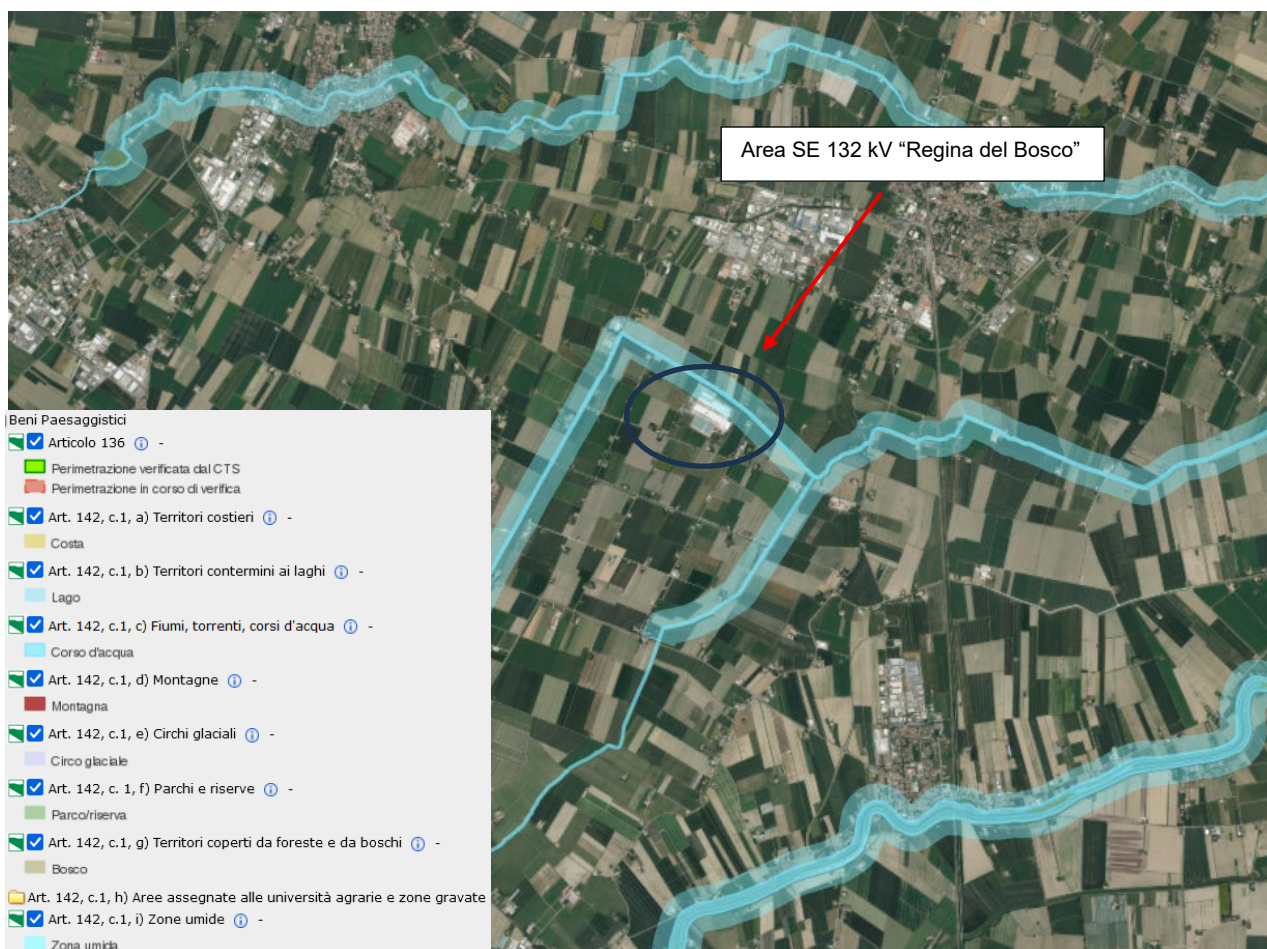 Area SE 132 kV “Regina del Bosco”
Beni Paesaggistici
Articolo 136 -
Perimetrazione verificata dal CTS
Perimetrazione in corso di verifica
Art. 142, c.1, a) Territori costieri -
Costa
Art. 142, c.1, b) Territori contermini ai laghi -
Lago
Art. 142, c.1, c) Fiumi, torrenti, corsi d'acqua -
Corso d'acqua
Art. 142, c.1, d) Montagne -
Montagna
Art. 142, c.1, e) Circhi glaciali -
Circo glaciale
Art. 142, c. 1, f) Parchi e riserve -
Parco/riserva
Art. 142, c.1, g) Territori coperti da foreste e da boschi -
Bosco
Art. 142, c.1, h) Aree assegnate alle università agrarie e zone gravate
Art. 142, c.1, i) Zone umide -
Zona umida